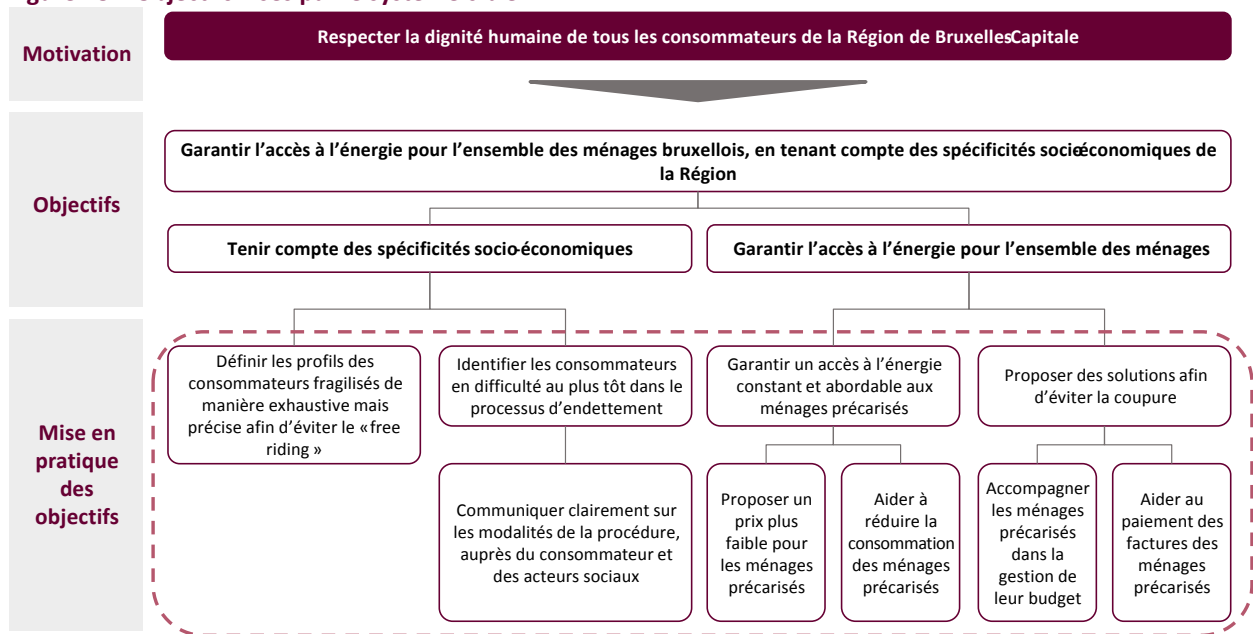 Motivation
Respecter la dignité humaine de tous les consommateurs de la Région de BruxellesCapitale
Objectifs
Garantir l'accès à l'énergie pour l'ensemble des ménages bruxellois, en tenant compte des spécificités socioéconomiques de
la Région
Tenir compte des spécificités socio-économiques
Garantir l'accès à l'énergie pour l'ensemble des ménages
Mise en
pratique
des
objectifs
Définir les profils des
consommateurs fragilisés de
manière exhaustive mais
précise afin d'éviter le « free
riding »
Identifier les consommateurs
en difficulté au plus tôt dans le
processus d'endettement
Garantir un accès à l'énergie
constant et abordable aux
ménages précarisés
Proposer des solutions afin
d'éviter la coupure
Communiquer clairement sur
les modalités de la procédure,
auprès du consommateur et
des acteurs sociaux
Proposer un
prix plus
faible pour
les ménages
précarisés
Aider à
réduire la
consommation
des ménages
précarisés
Accompagner
les ménages
précarisés
dans la
gestion de
leur budget
Aider au
paiement des
factures des
ménages
précarisés